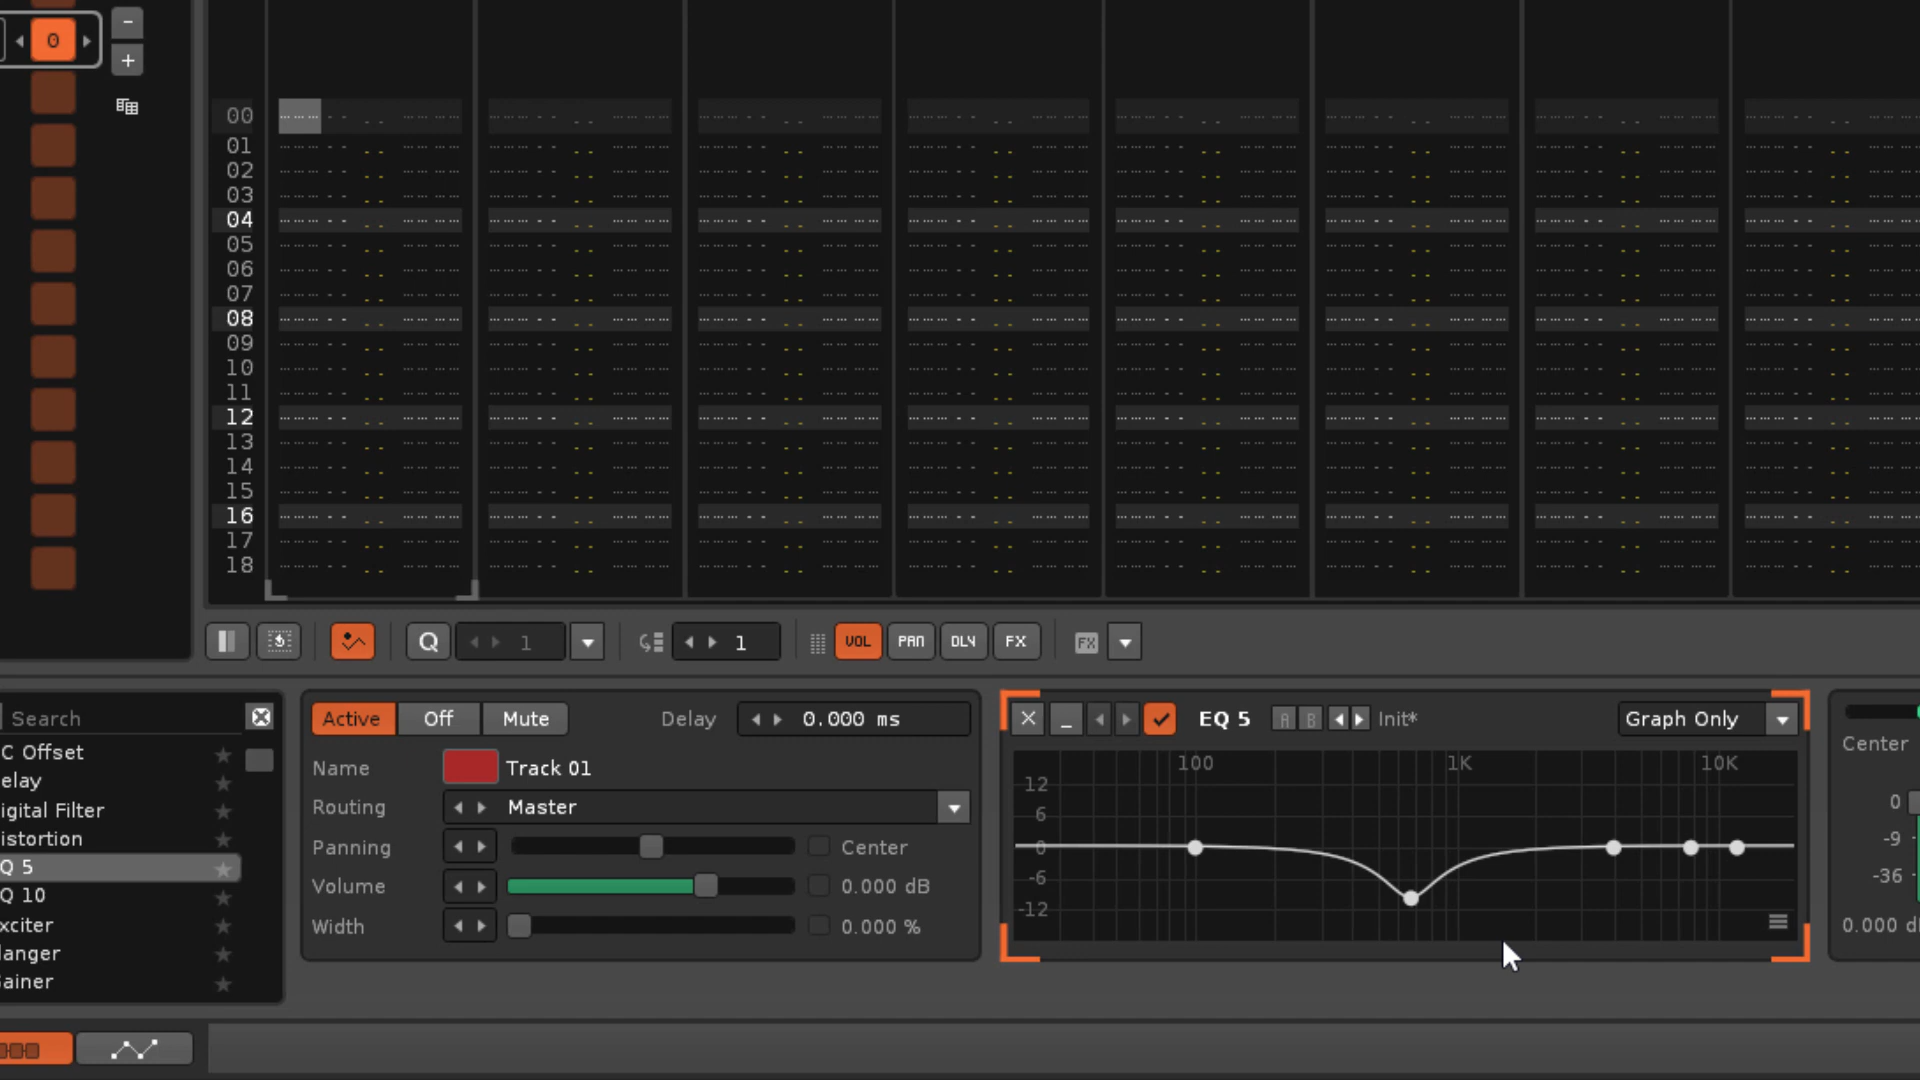 0
-
+
00
01
02
03
04
05
06
07
08
09
10
11
12
13
14
15
16
17
18
Q 1 1 VOL PAN DLY FX FX
Search
C Offset
elay
igital Filter
istortion
Q 5
Q 10
xciter
langer
ainer
Active Off Mute Delay 0.000 ms
Name Track 01
Routing Master
Panning Center
Volume 0.000 dB
Width 0.000 %
EQ 5 A B Init* Graph Only
100 1K 10K
12
6
0
-6
-12
Center
0
-9
-36
0.000 d